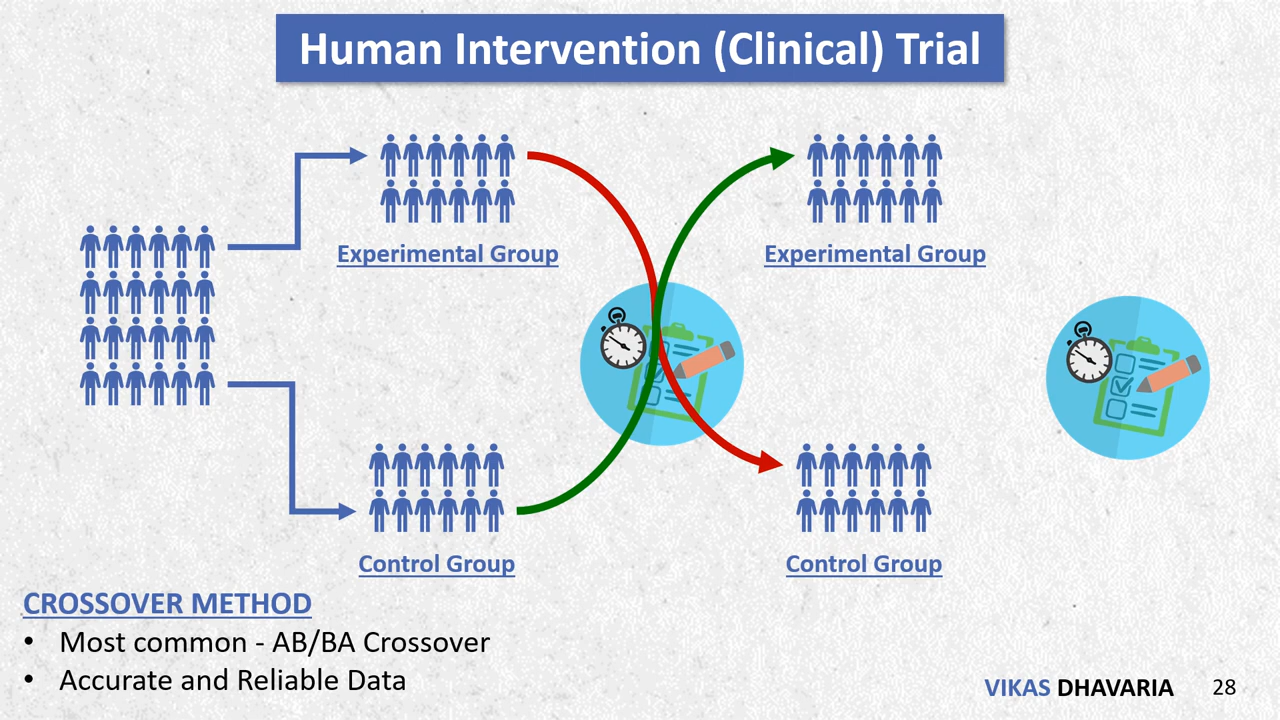 Human Intervention (Clinical) Trial
Experimental Group
Experimental Group
Control Group
Control Group
CROSSOVER METHOD
• Most common - AB/BA Crossover
• Accurate and Reliable Data
VIKAS DHAVARIA
28